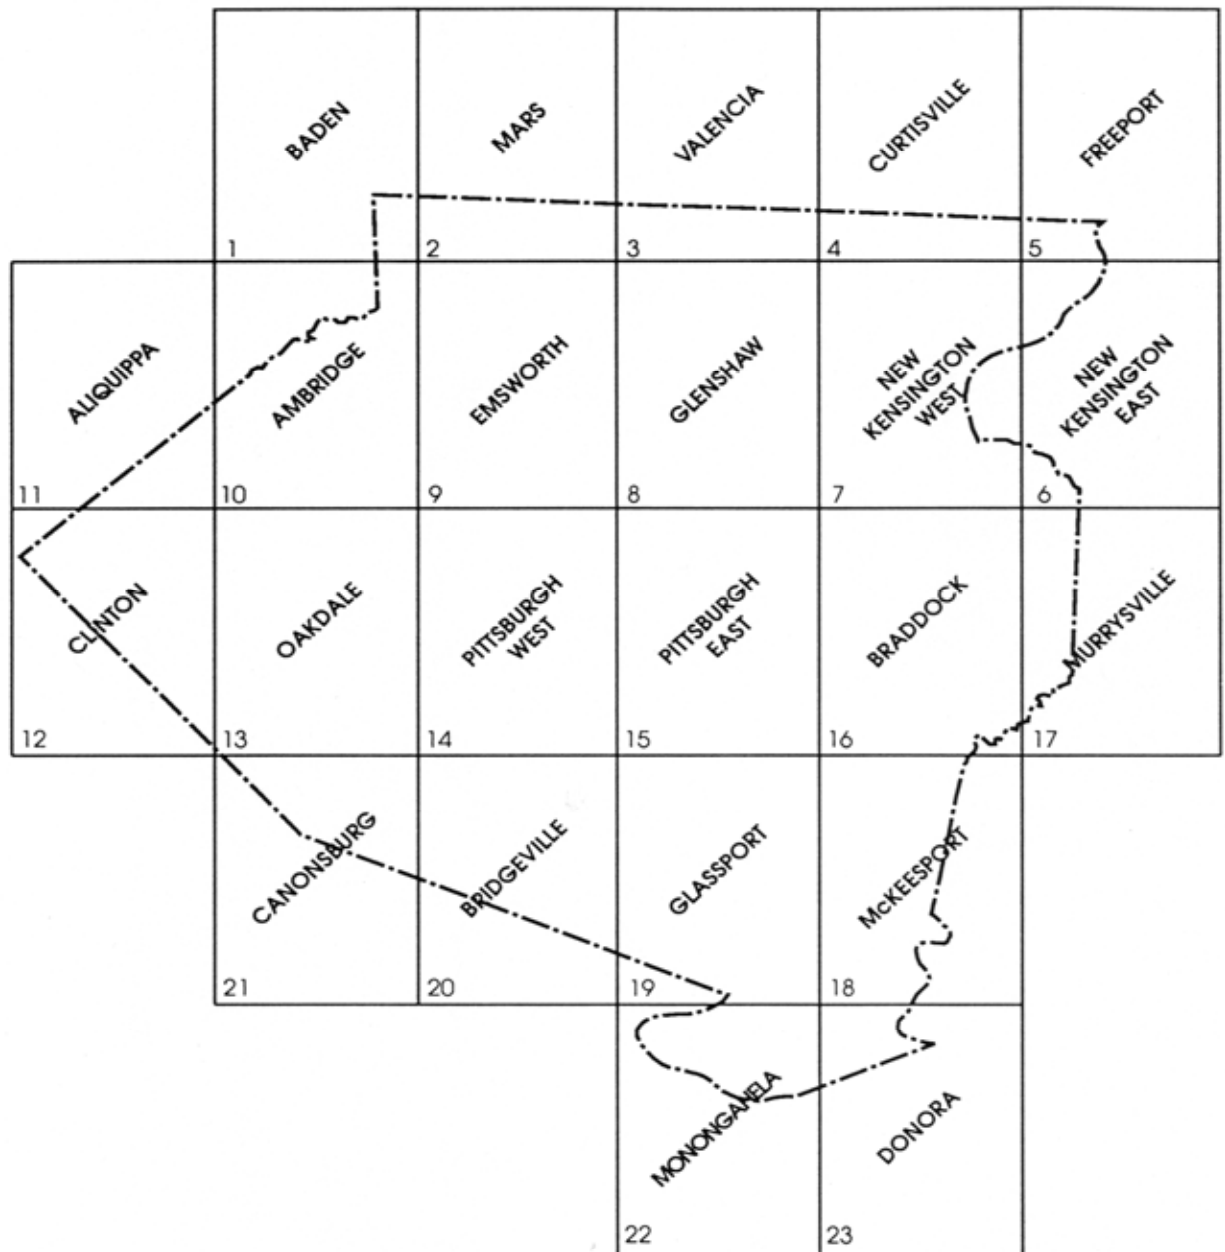 BADEN
MARS
VALENCIA
CURTISVILLE
FREEPORT
1
2
3
4
5
ALIQUIPPA
AMBRIDGE
EMSWORTH
GLENSHAW
NEW
KENSINGTON
WEST
NEW
KENSINGTON
EAST
11
10
9
8
7
6
CLINTON
OAKDALE
PITTSBURGH
WEST
PITTSBURGH
EAST
BRADDOCK
MURRYSVILLE
12
13
14
15
16
17
CANONSBURG
BRIDGEVILLE
GLASSPORT
McKEESPORT
21
20
19
18
MONONGAHELA
DONORA
22
23